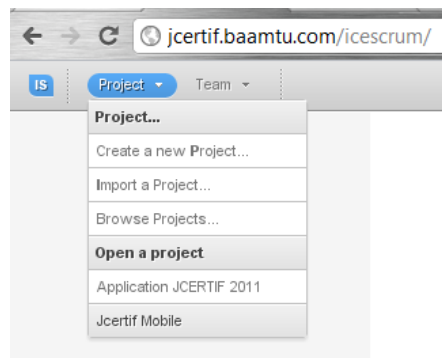 jcertif.baamtu.com/icescrum/
IS Project Team
Project...
Create a new Project...
Import a Project...
Browse Projects...
Open a project
Application JCERTIF 2011
Jcertif Mobile